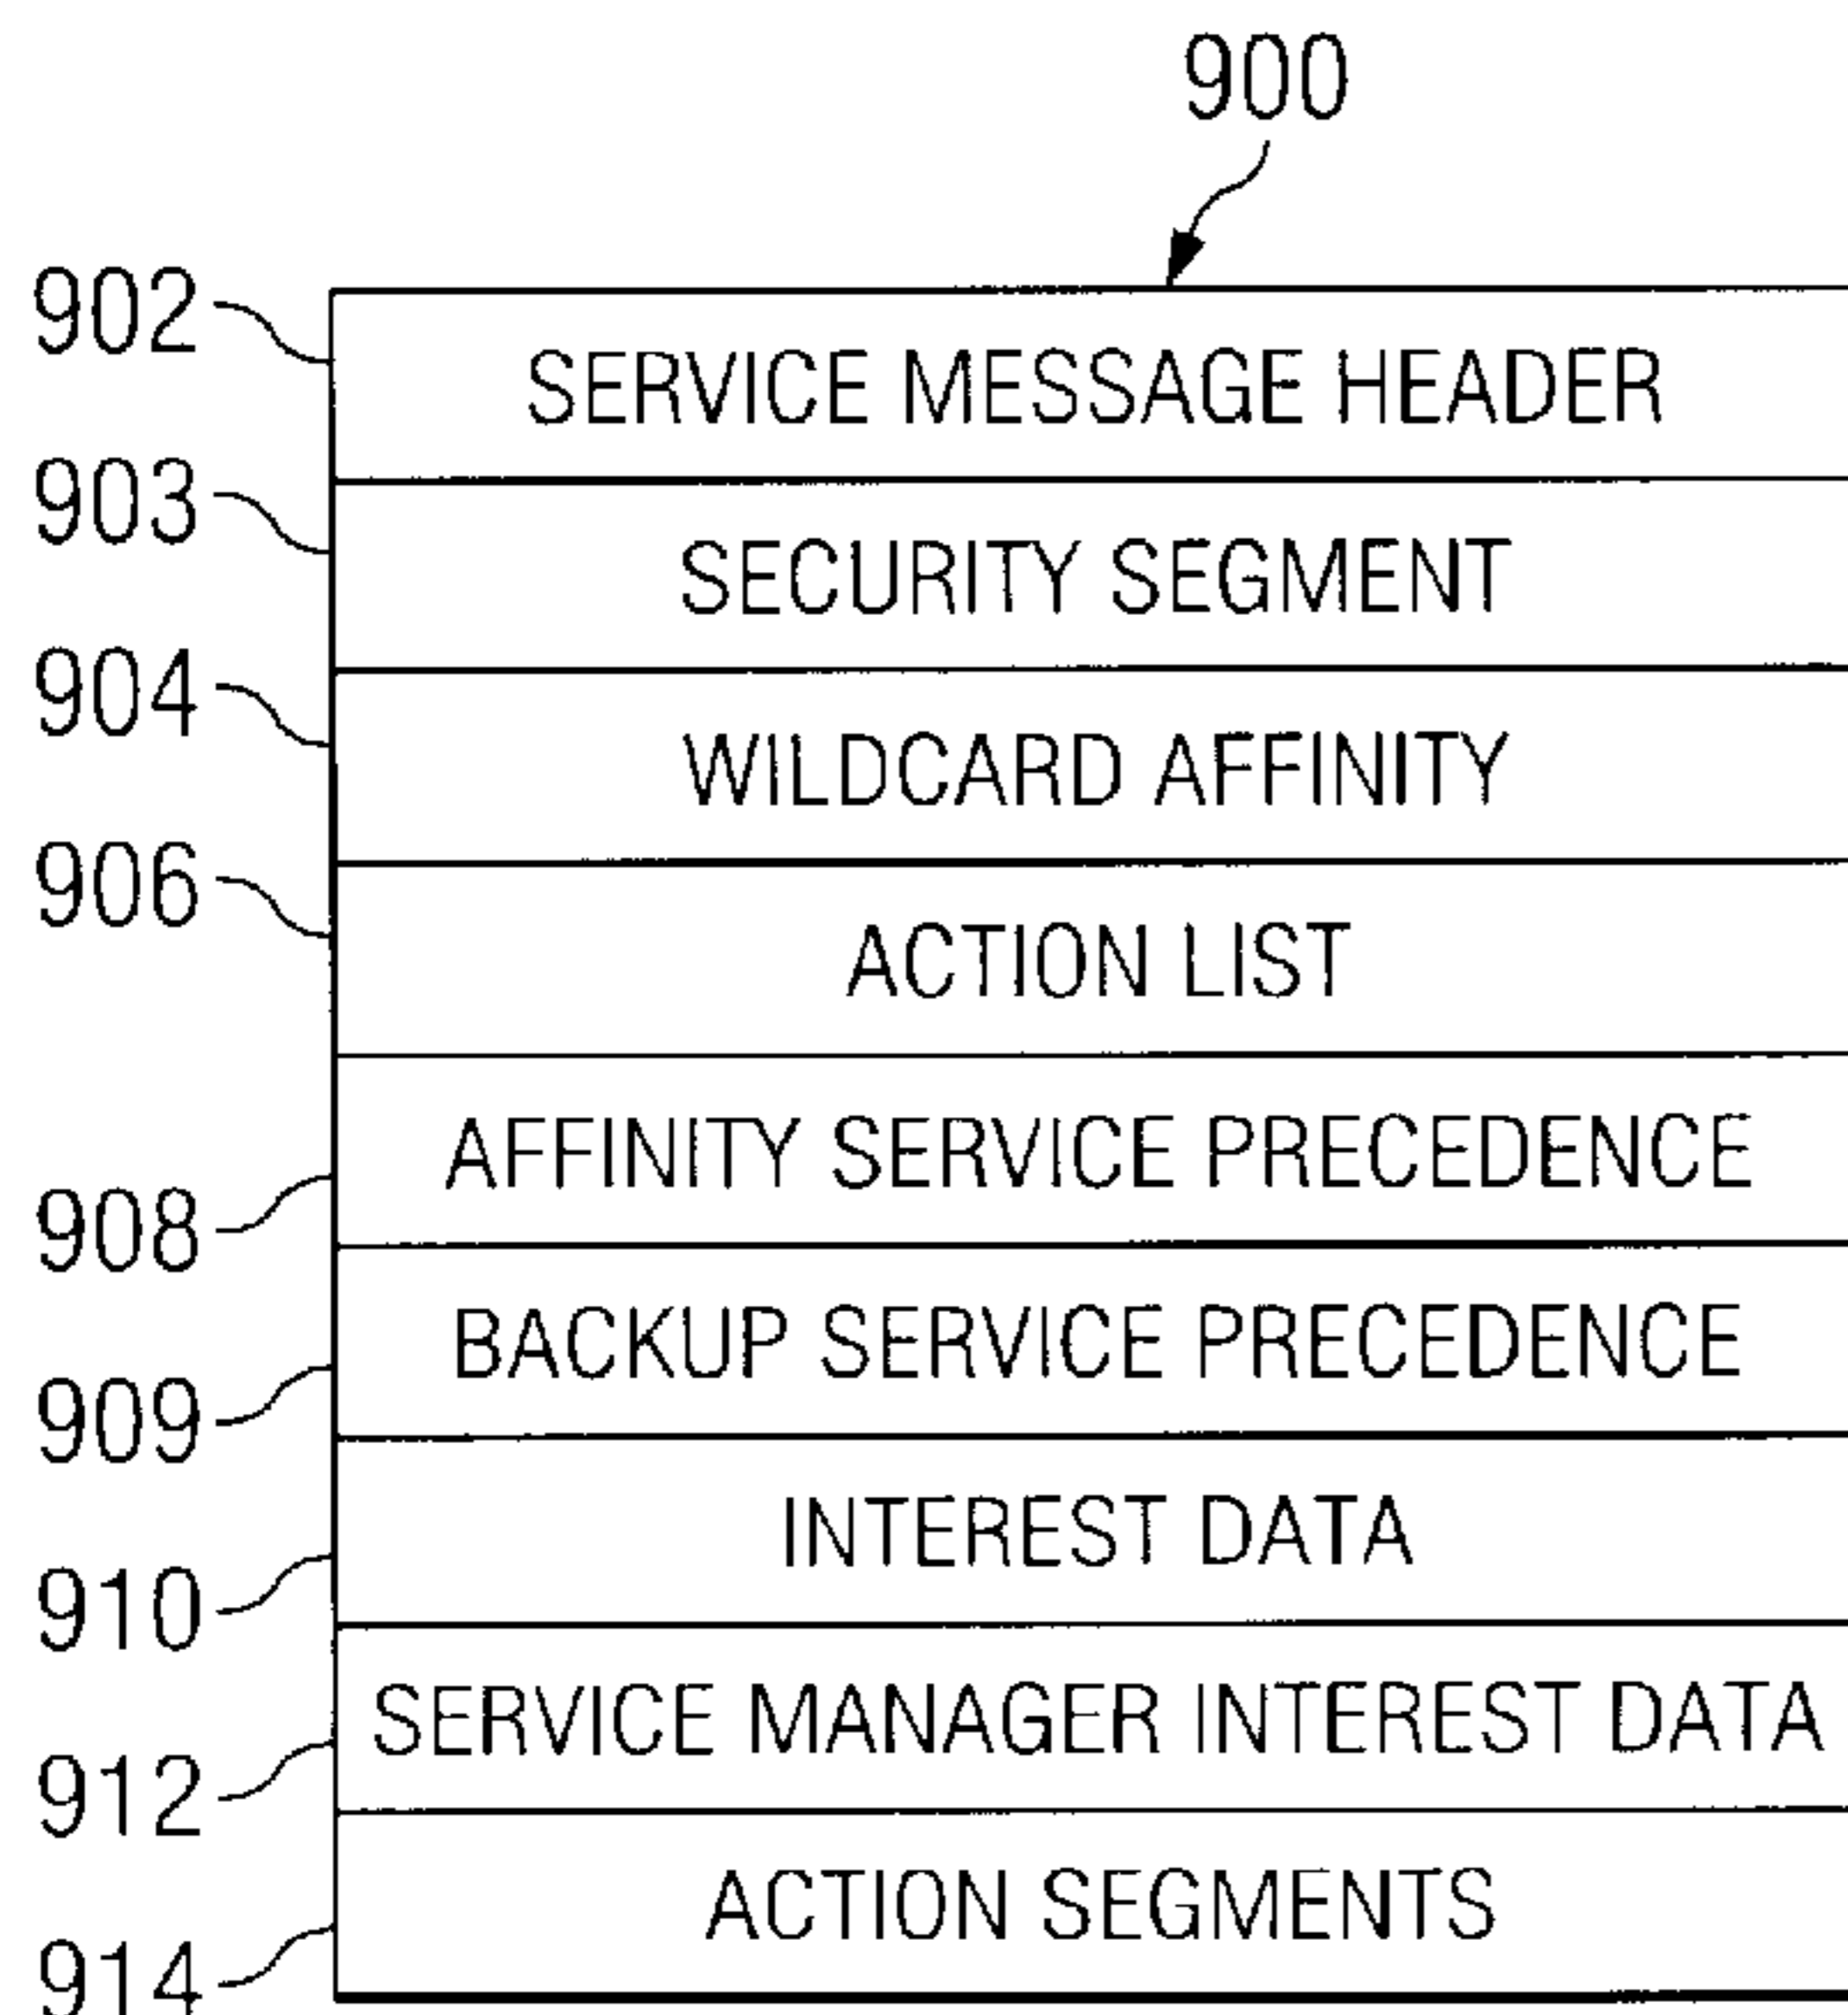 900
902 SERVICE MESSAGE HEADER
903 SECURITY SEGMENT
904 WILDCARD AFFINITY
906 ACTION LIST
908 AFFINITY SERVICE PRECEDENCE
909 BACKUP SERVICE PRECEDENCE
910 INTEREST DATA
912 SERVICE MANAGER INTEREST DATA
914 ACTION SEGMENTS